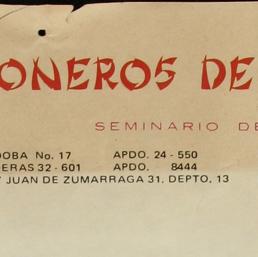 ONEROS DE
SEMINARIO DE
DOBA No. 17 APDO. 24 - 550
ERAS 32 - 601 APDO. 8444
Y JUAN DE ZUMARRAGA 31, DEPTO, 13